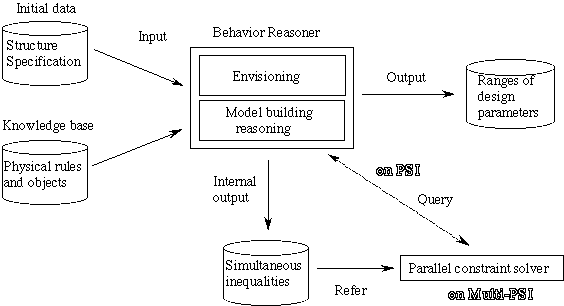 Initial data
Structure
Specification
Input
Behavior Reasoner
Envisioning
Model building
reasoning
Output
Ranges of
design
parameters
Knowledge base
Physical rules
and objects
Internal
output
on PSI
Query
Simultaneous
inequalities
Refer
Parallel constraint solver
on Multi-PSI